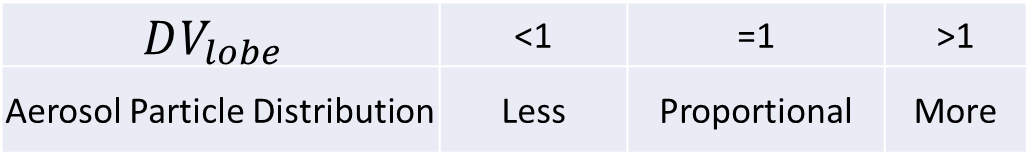 DV_lobe <1 =1 >1
Aerosol Particle Distribution Less Proportional More